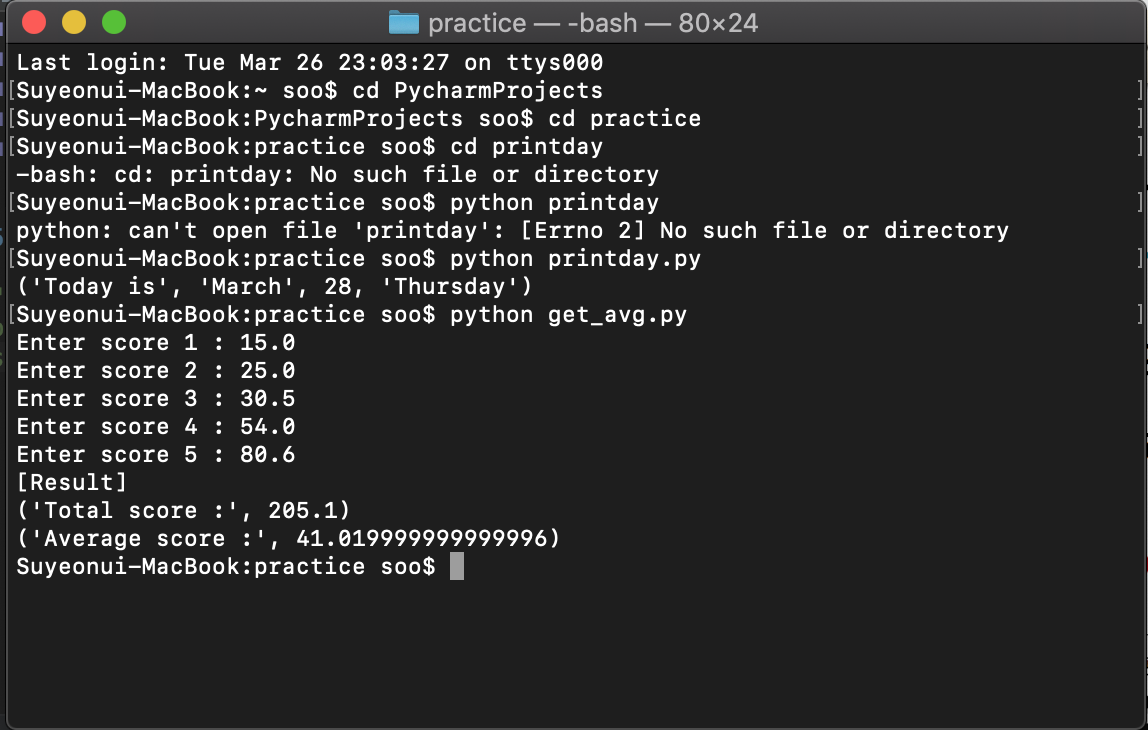 practice — -bash — 80×24
Last login: Tue Mar 26 23:03:27 on ttys000
[Suyeonui-MacBook:~ soo$ cd PycharmProjects ]
[Suyeonui-MacBook:PycharmProjects soo$ cd practice ]
[Suyeonui-MacBook:practice soo$ cd printday ]
-bash: cd: printday: No such file or directory
[Suyeonui-MacBook:practice soo$ python printday ]
python: can't open file 'printday': [Errno 2] No such file or directory
[Suyeonui-MacBook:practice soo$ python printday.py ]
('Today is', 'March', 28, 'Thursday')
[Suyeonui-MacBook:practice soo$ python get_avg.py ]
Enter score 1 : 15.0
Enter score 2 : 25.0
Enter score 3 : 30.5
Enter score 4 : 54.0
Enter score 5 : 80.6
[Result]
('Total score :', 205.1)
('Average score :', 41.019999999999996)
Suyeonui-MacBook:practice soo$